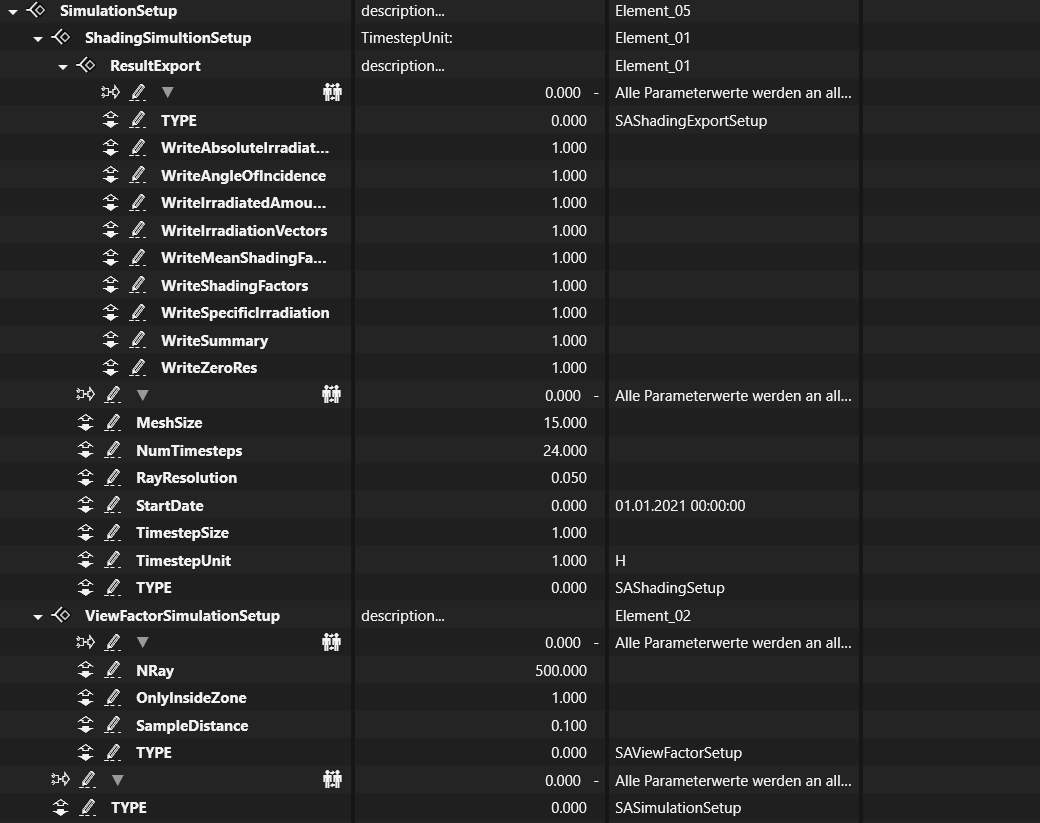 SimulationSetup description... Element_05
ShadingSimultionSetup TimestepUnit: Element_01
ResultExport description... Element_01
0.000 - Alle Parameterwerte werden an all...
TYPE 0.000 SAShadingExportSetup
WriteAbsoluteIrradiat... 1.000
WriteAngleOfIncidence 1.000
WriteIrradiatedAmou... 1.000
WriteIrradiationVectors 1.000
WriteMeanShadingFa... 1.000
WriteShadingFactors 1.000
WriteSpecificIrradiation 1.000
WriteSummary 1.000
WriteZeroRes 1.000
0.000 - Alle Parameterwerte werden an all...
MeshSize 15.000
NumTimesteps 24.000
RayResolution 0.050
StartDate 0.000 01.01.2021 00:00:00
TimestepSize 1.000
TimestepUnit 1.000 H
TYPE 0.000 SAShadingSetup
ViewFactorSimulationSetup description... Element_02
0.000 - Alle Parameterwerte werden an all...
NRay 500.000
OnlyInsideZone 1.000
SampleDistance 0.100
TYPE 0.000 SAViewFactorSetup
0.000 - Alle Parameterwerte werden an all...
TYPE 0.000 SASimulationSetup